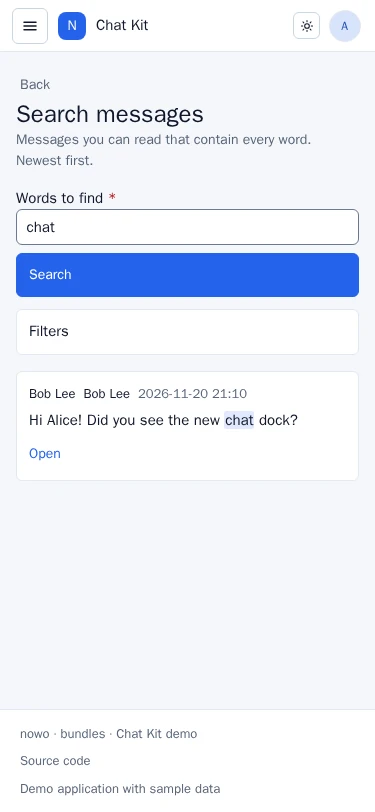 N Chat Kit A
Back
Search messages
Messages you can read that contain every word.
Newest first.
Words to find *
chat
Search
Filters
Bob Lee Bob Lee 2026-11-20 21:10
Hi Alice! Did you see the new chat dock?
Open
nowo · bundles · Chat Kit demo
Source code
Demo application with sample data